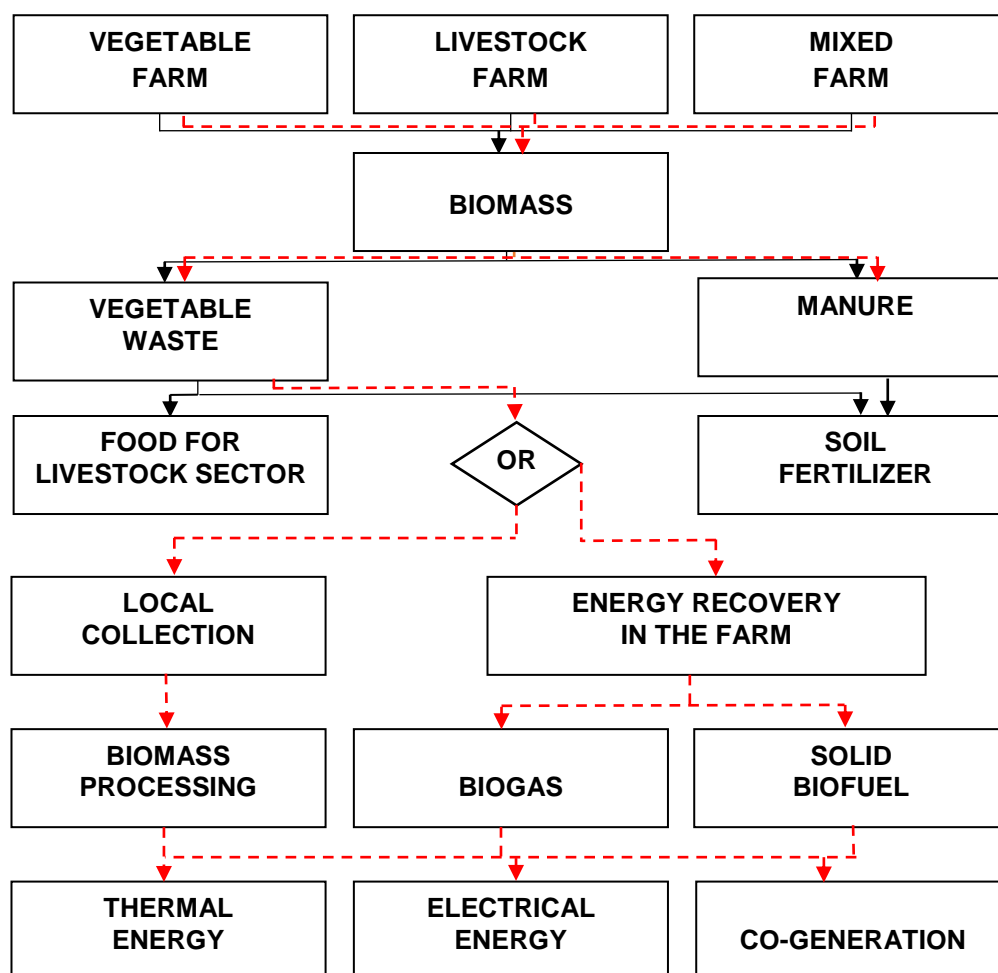 VEGETABLE
FARM
LIVESTOCK
FARM
MIXED
FARM
BIOMASS
VEGETABLE
WASTE
MANURE
FOOD FOR
LIVESTOCK SECTOR
OR
SOIL
FERTILIZER
LOCAL
COLLECTION
ENERGY RECOVERY
IN THE FARM
BIOMASS
PROCESSING
BIOGAS
SOLID
BIOFUEL
THERMAL
ENERGY
ELECTRICAL
ENERGY
CO-GENERATION